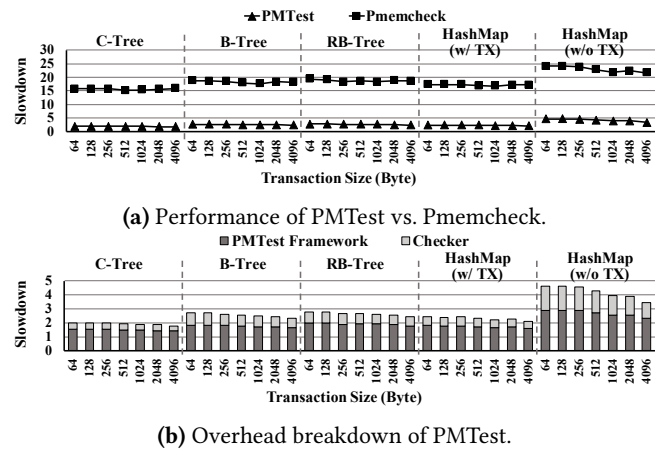 PMTest Pmemcheck
C-Tree B-Tree RB-Tree HashMap (w/ TX) HashMap (w/o TX)
Slowdown
30
25
20
15
10
5
0
64 128 256 512 1024 2048 4096 64 128 256 512 1024 2048 4096 64 128 256 512 1024 2048 4096 64 128 256 512 1024 2048 4096 64 128 256 512 1024 2048 4096
Transaction Size (Byte)
(a) Performance of PMTest vs. Pmemcheck.
PMTest Framework Checker
C-Tree B-Tree RB-Tree HashMap (w/ TX) HashMap (w/o TX)
Slowdown
5
4
3
2
1
0
64 128 256 512 1024 2048 4096 64 128 256 512 1024 2048 4096 64 128 256 512 1024 2048 4096 64 128 256 512 1024 2048 4096 64 128 256 512 1024 2048 4096
Transaction Size (Byte)
(b) Overhead breakdown of PMTest.